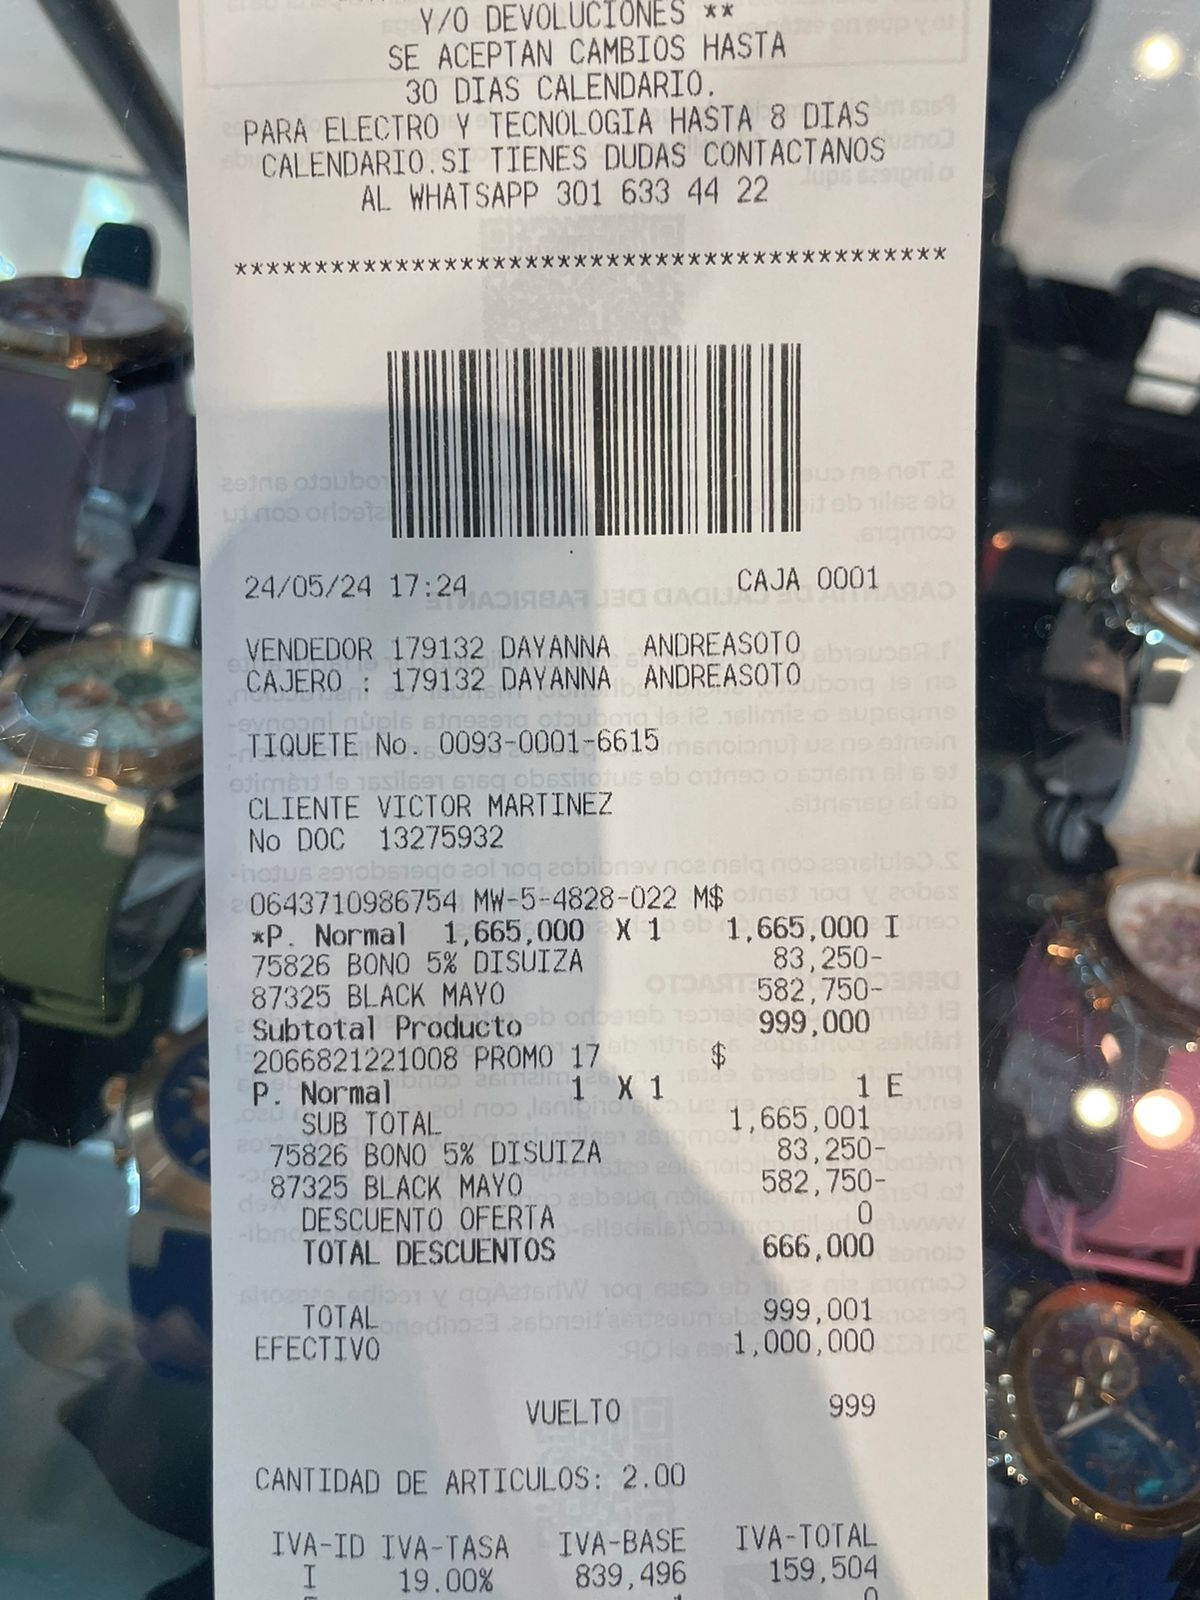 Y/O DEVOLUCIONES **
SE ACEPTAN CAMBIOS HASTA
30 DIAS CALENDARIO.
PARA ELECTRO Y TECNOLOGIA HASTA 8 DIAS
CALENDARIO.SI TIENES DUDAS CONTACTANOS
AL WHATSAPP 301 633 44 22
********************************************
24/05/24 17:24 CAJA 0001
VENDEDOR 179132 DAYANNA ANDREASOTO
CAJERO : 179132 DAYANNA ANDREASOTO
TIQUETE No. 0093-0001-6615
CLIENTE VICTOR MARTINEZ
No DOC 13275932
0643710986754 MW-5-4828-022 M$
*P. Normal 1,665,000 X 1 1,665,000 I
75826 BONO 5% DISUIZA 83,250-
87325 BLACK MAYO 582,750-
Subtotal Producto 999,000
2066821221008 PROMO 17 $
P. Normal 1 X 1 1 E
SUB TOTAL 1,665,001
75826 BONO 5% DISUIZA 83,250-
87325 BLACK MAYO 582,750-
DESCUENTO OFERTA 0
TOTAL DESCUENTOS 666,000
TOTAL 999,001
EFECTIVO 1,000,000
VUELTO 999
CANTIDAD DE ARTICULOS: 2.00
IVA-ID IVA-TASA IVA-BASE IVA-TOTAL
I 19.00% 839,496 159,504